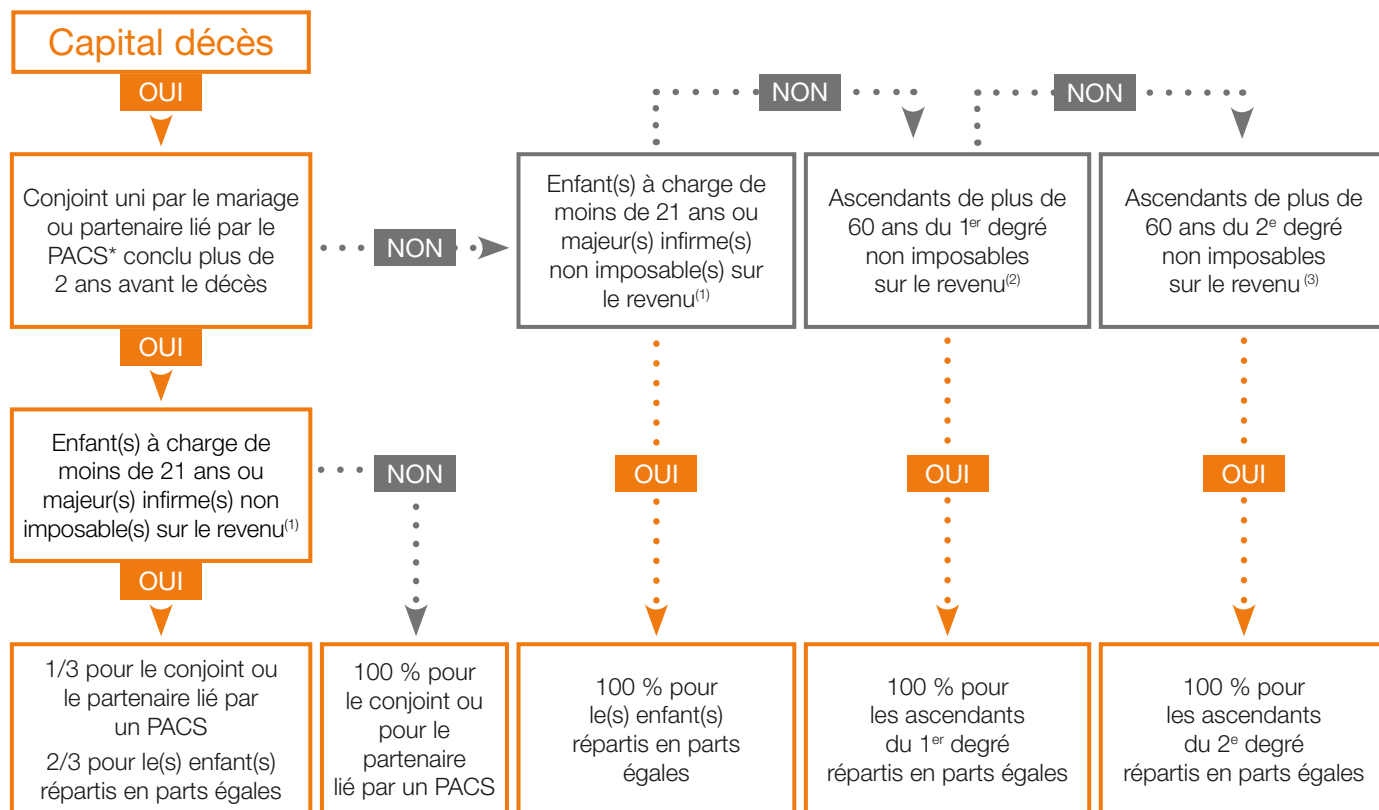 Capital décès
OUI
NON
NON
Conjoint uni par le mariage
ou partenaire lié par le
PACS* conclu plus de
2 ans avant le décès
NON
Enfant(s) à charge de
moins de 21 ans ou
majeur(s) infirme(s)
non imposable(s) sur
le revenu(1)
Ascendants de plus de
60 ans du 1er degré
non imposables
sur le revenu(2)
Ascendants de plus de
60 ans du 2e degré
non imposables
sur le revenu (3)
OUI
Enfant(s) à charge de
moins de 21 ans ou
majeur(s) infirme(s) non
imposable(s) sur le revenu(1)
NON
OUI
OUI
OUI
OUI
1/3 pour le conjoint ou
le partenaire lié par
un PACS
2/3 pour le(s) enfant(s)
répartis en parts égales
100 % pour
le conjoint ou
pour le
partenaire
lié par un PACS
100 % pour
le(s) enfant(s)
répartis en parts
égales
100 % pour
les ascendants
du 1er degré
répartis en parts égales
100 % pour
les ascendants
du 2e degré
répartis en parts égales